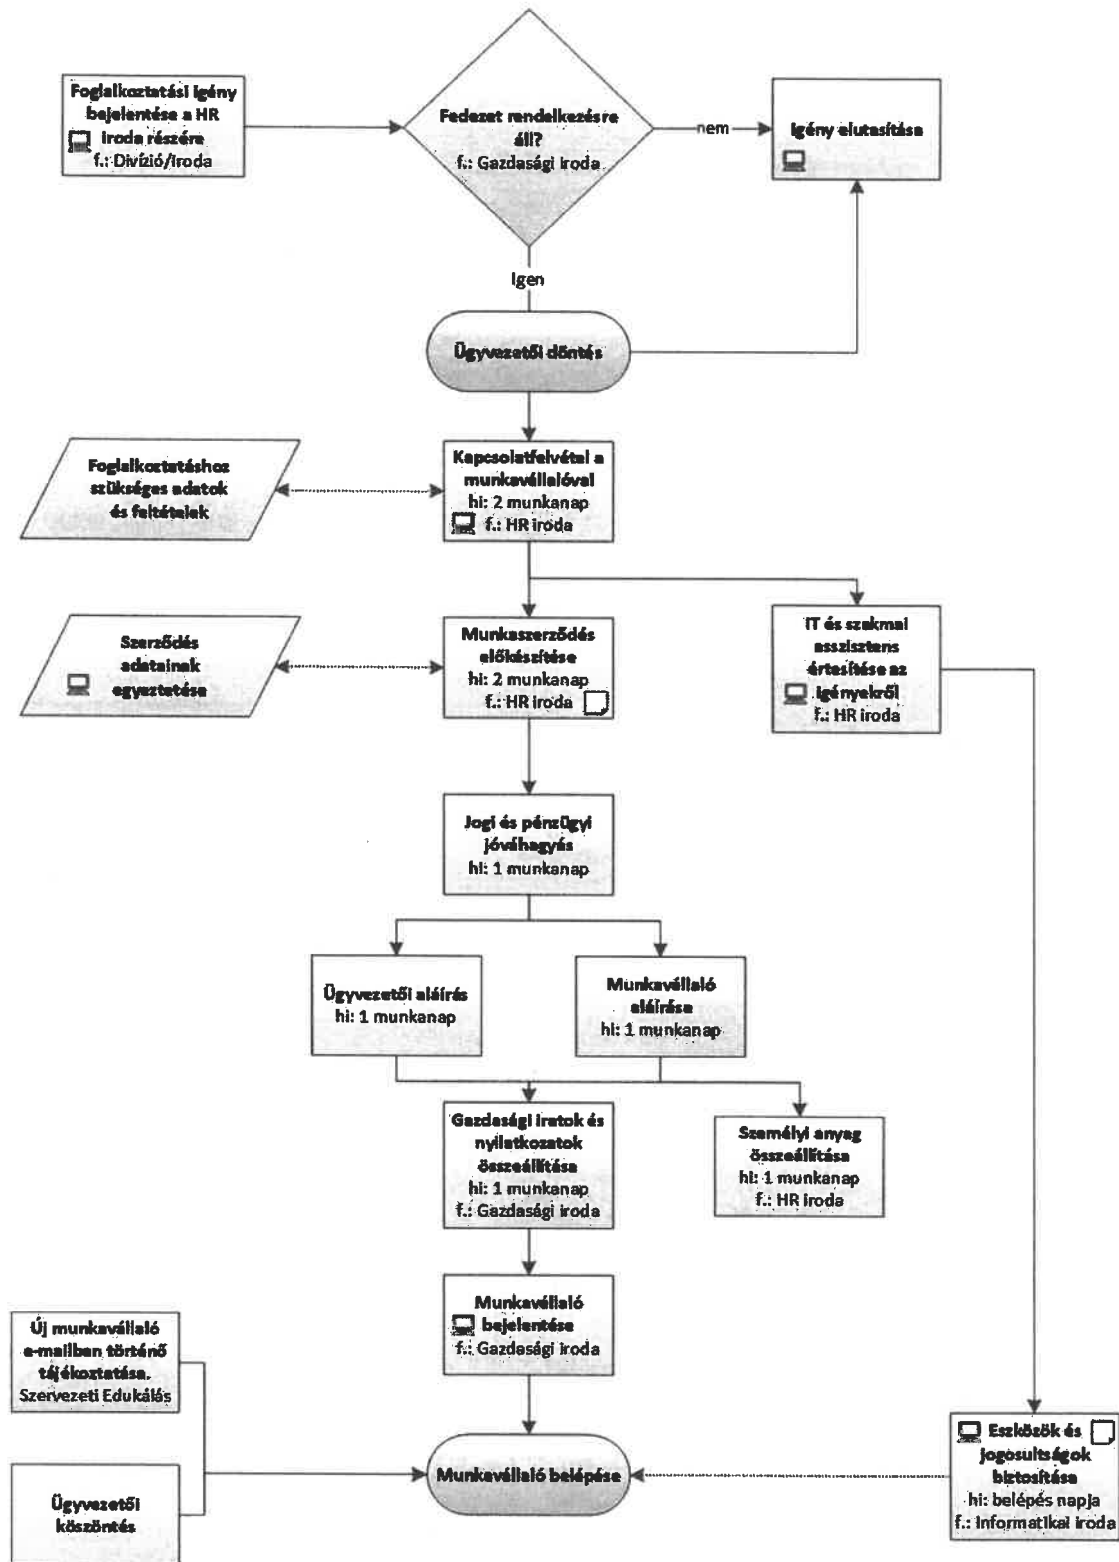 Foglalkoztatási igény
bejelentése a HR
iroda részére
f.: Divízió/Iroda
Fedezet rendelkezésre
áll?
f.: Gazdasági iroda
nem
Igény elutasítása
Igen
Ügyvezetői döntés
Foglalkoztatáshoz
szükséges adatok
és feltételek
Kapcsolatfelvétel a
munkavállalóval
hi: 2 munkanap
f.: HR iroda
Szerződés
adatainak
egyeztetése
Munkaszerződés
előkészítése
hi: 2 munkanap
f.: HR iroda
IT és szakmai
asszisztens
értesítése az
igényekről
f.: HR iroda
Jogi és pénzügyi
jóváhagyás
hi: 1 munkanap
Ügyvezetői aláírás
hi: 1 munkanap
Munkavállaló
aláírása
hi: 1 munkanap
Gazdasági iratok és
nyilatkozatok
összeállítása
hi: 1 munkanap
f.: Gazdasági iroda
Személyi anyag
összeállítása
hi: 1 munkanap
f.: HR iroda
Munkavállaló
bejelentése
f.: Gazdasági iroda
Új munkavállaló
e-mailban történő
tájékoztatása.
Szervezeti Edukálás
Ügyvezetői
köszöntés
Munkavállaló belépése
Eszközök és
jogosultságok
biztosítása
hi: belépés napja
f.: Informatikai iroda